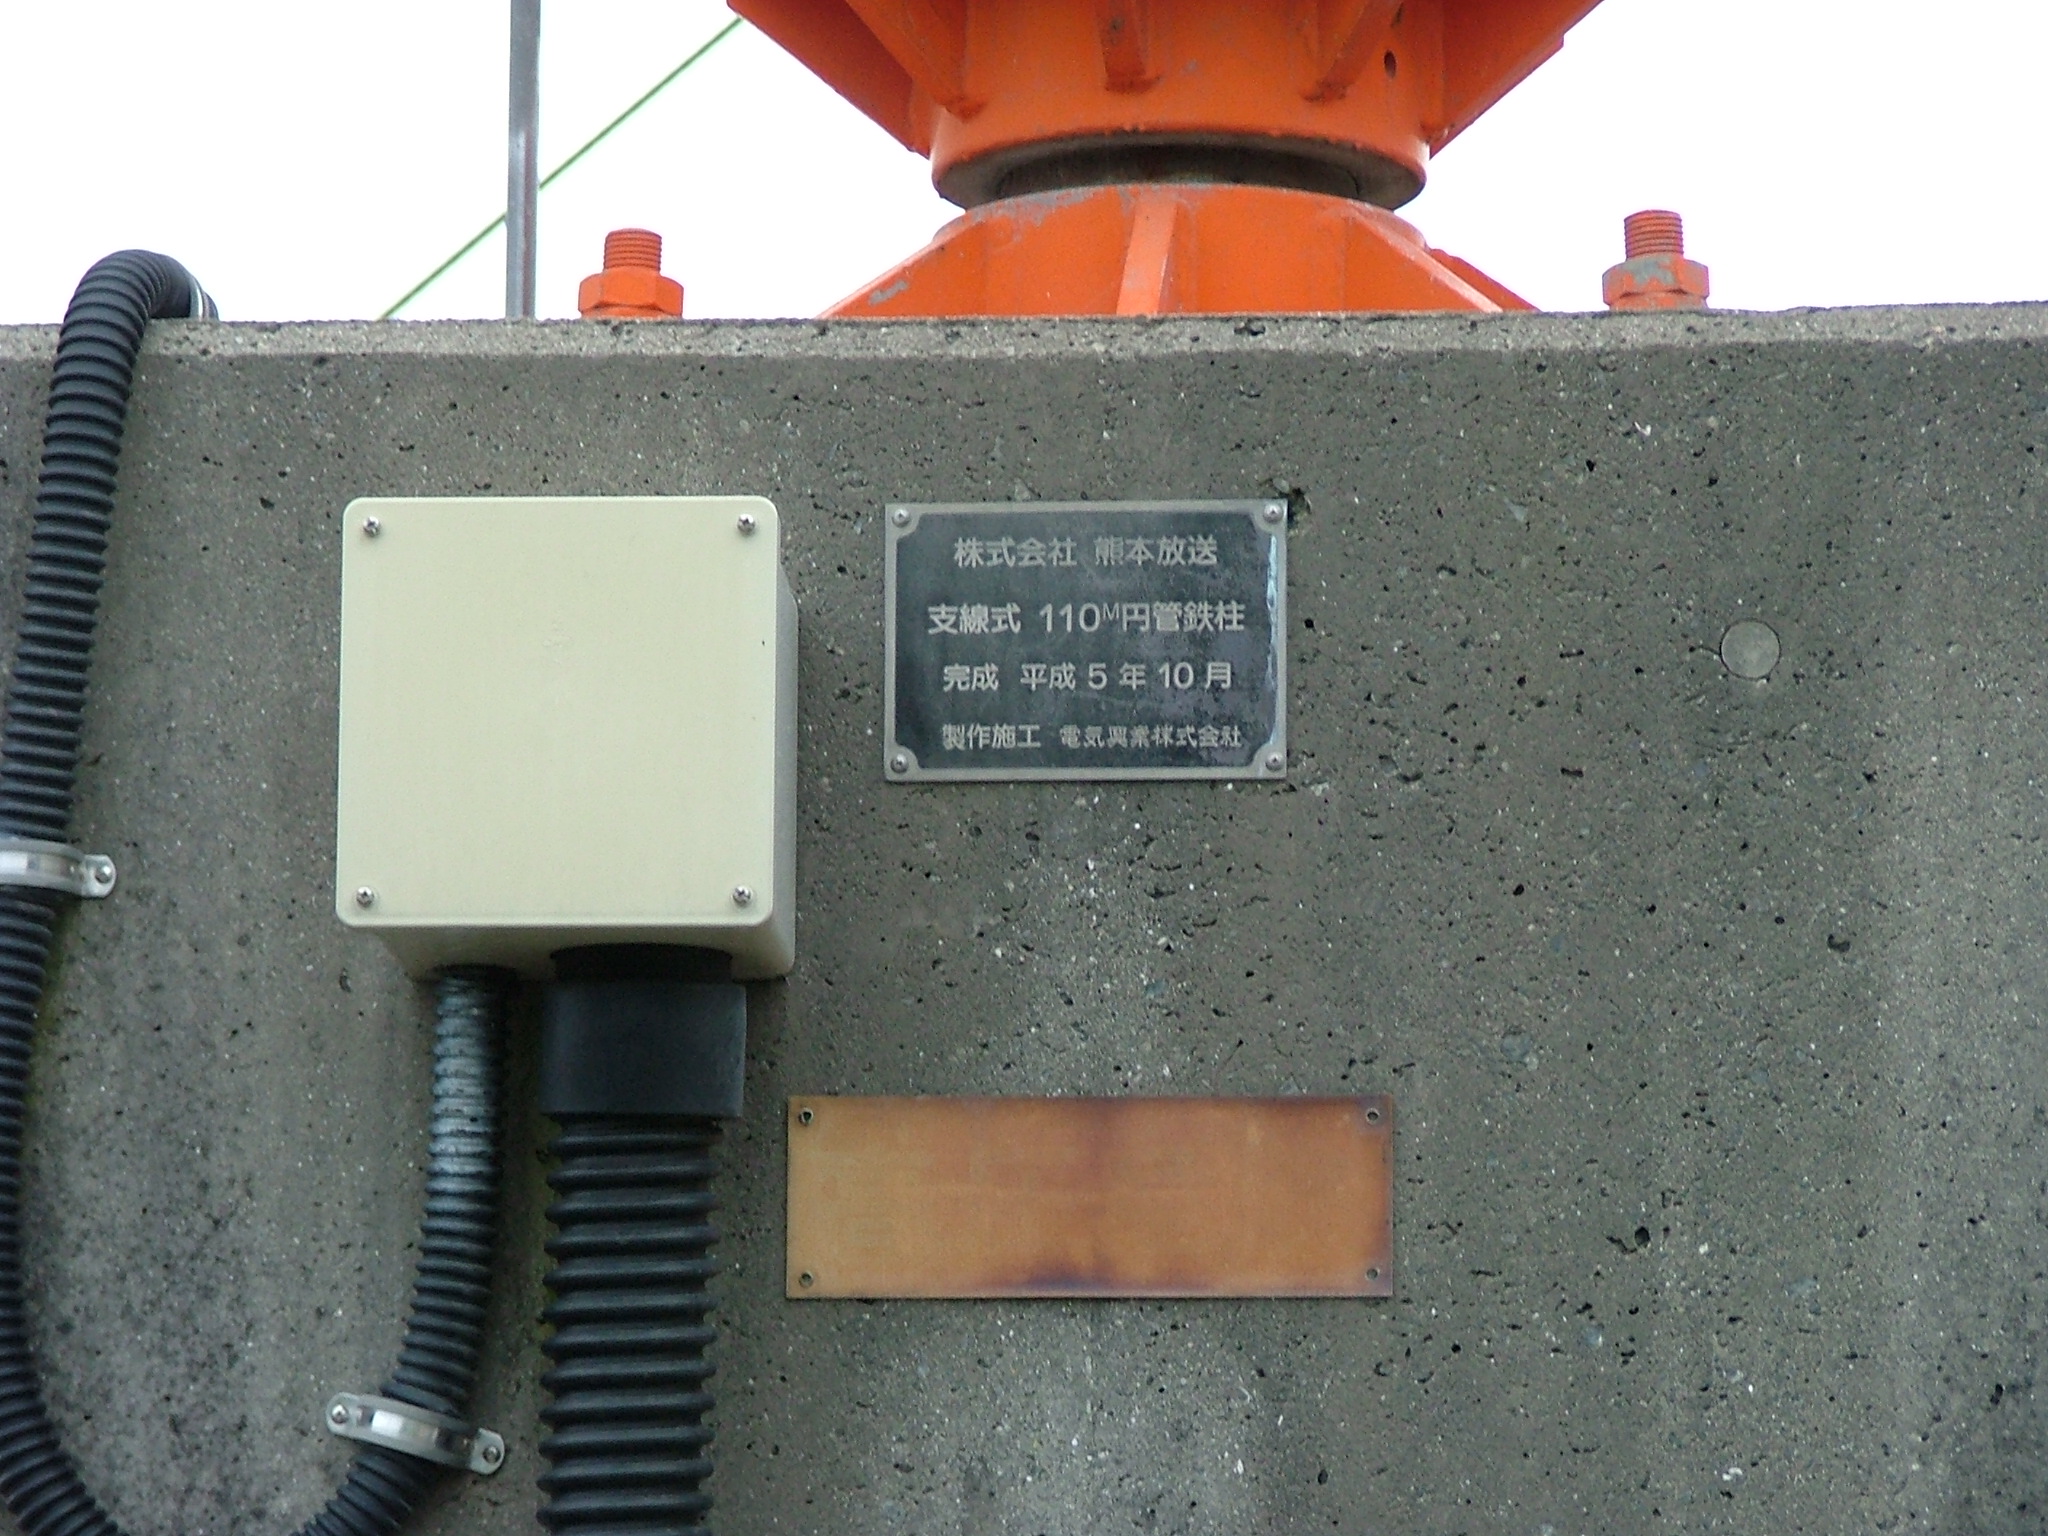 株式会社 熊本放送
支線式 110M円管鉄柱
完成 平成 5 年 10 月
製作施工 電気興業株式会社